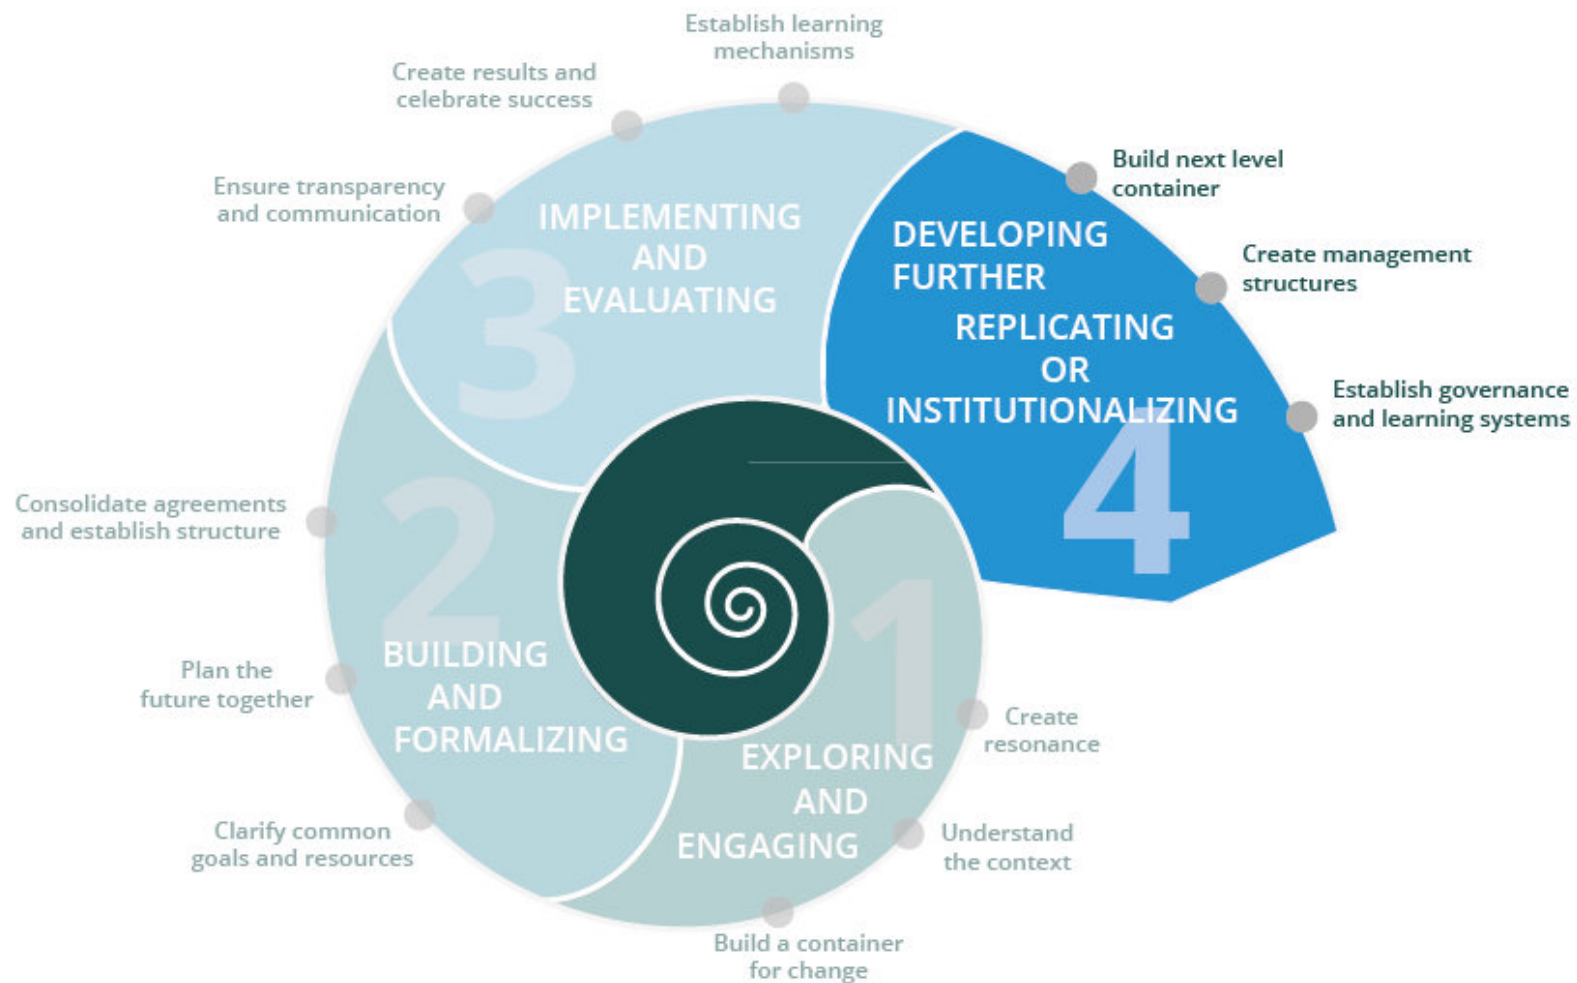 Establish learning
mechanisms
Create results and
celebrate success
Ensure transparency
and communication
IMPLEMENTING
AND
EVALUATING
3
Build next level
container
Create management
structures
Establish governance
and learning systems
DEVELOPING
FURTHER
REPLICATING
OR
INSTITUTIONALIZING
4
Consolidate agreements
and establish structure
Plan the
future together
Clarify common
goals and resources
2
BUILDING
AND
FORMALIZING
1
EXPLORING
AND
ENGAGING
Create
resonance
Understand
the context
Build a container
for change